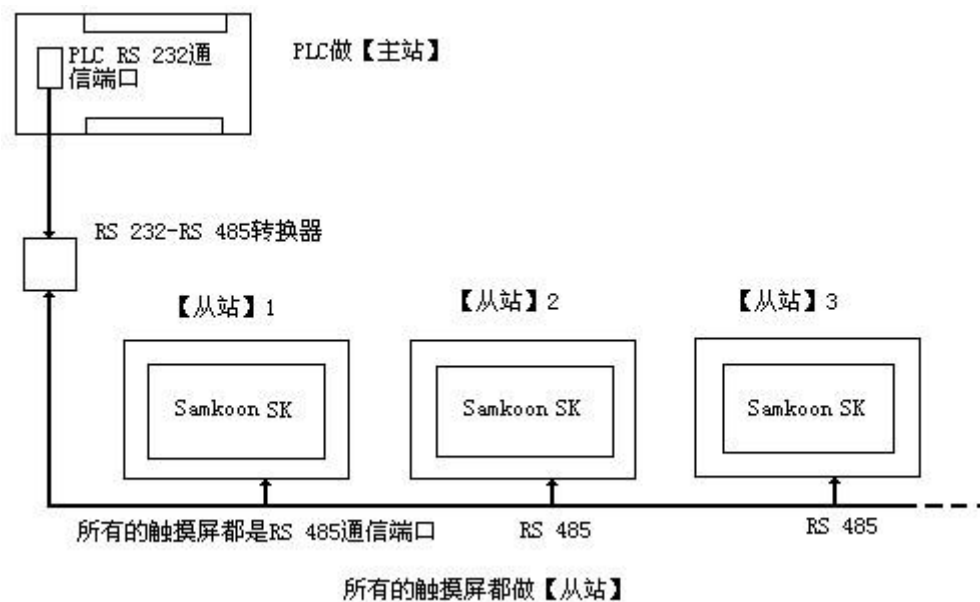 PLC RS 232通
信端口
PLC做【主站】
RS 232-RS 485转换器
【从站】1
【从站】2
【从站】3
Samkoon SK
Samkoon SK
Samkoon SK
所有的触摸屏都是RS 485通信端口
RS 485
RS 485
所有的触摸屏都做【从站】